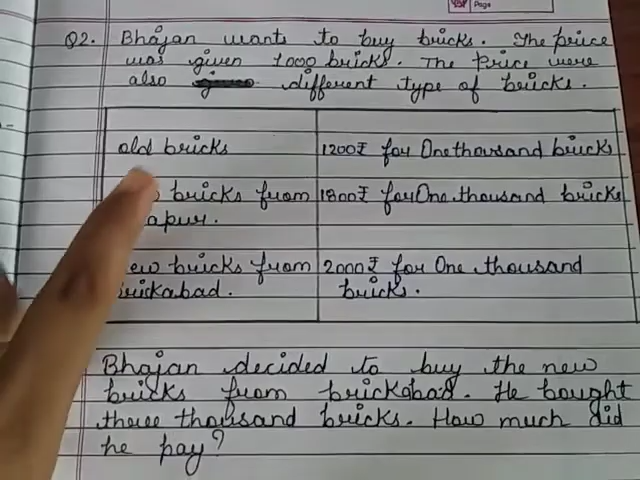 Page
Q2. Bhajan wants to buy bricks. The price
was given 1000 bricks. The Price were
also different type of bricks.
old bricks 1200₹ for One thousand bricks
bricks from 1800₹ for One thousand bricks
apur.
ew bricks from 2000₹ for One thousand
brickabad. bricks.
Bhajan decided to buy the new
bricks from brickabad. He bought
three thousand bricks. How much did
he pay?